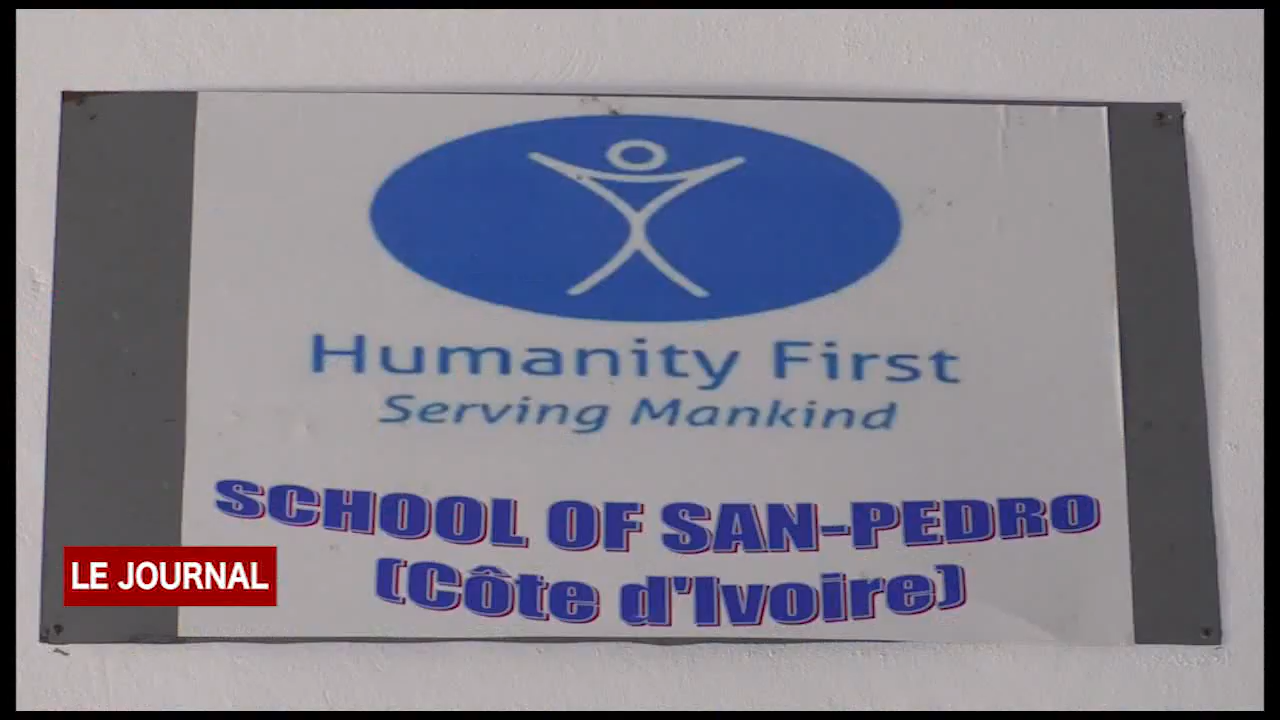 Humanity First
Serving Mankind
SCHOOL OF SAN-PEDRO
(Côte d'Ivoire)
LE JOURNAL